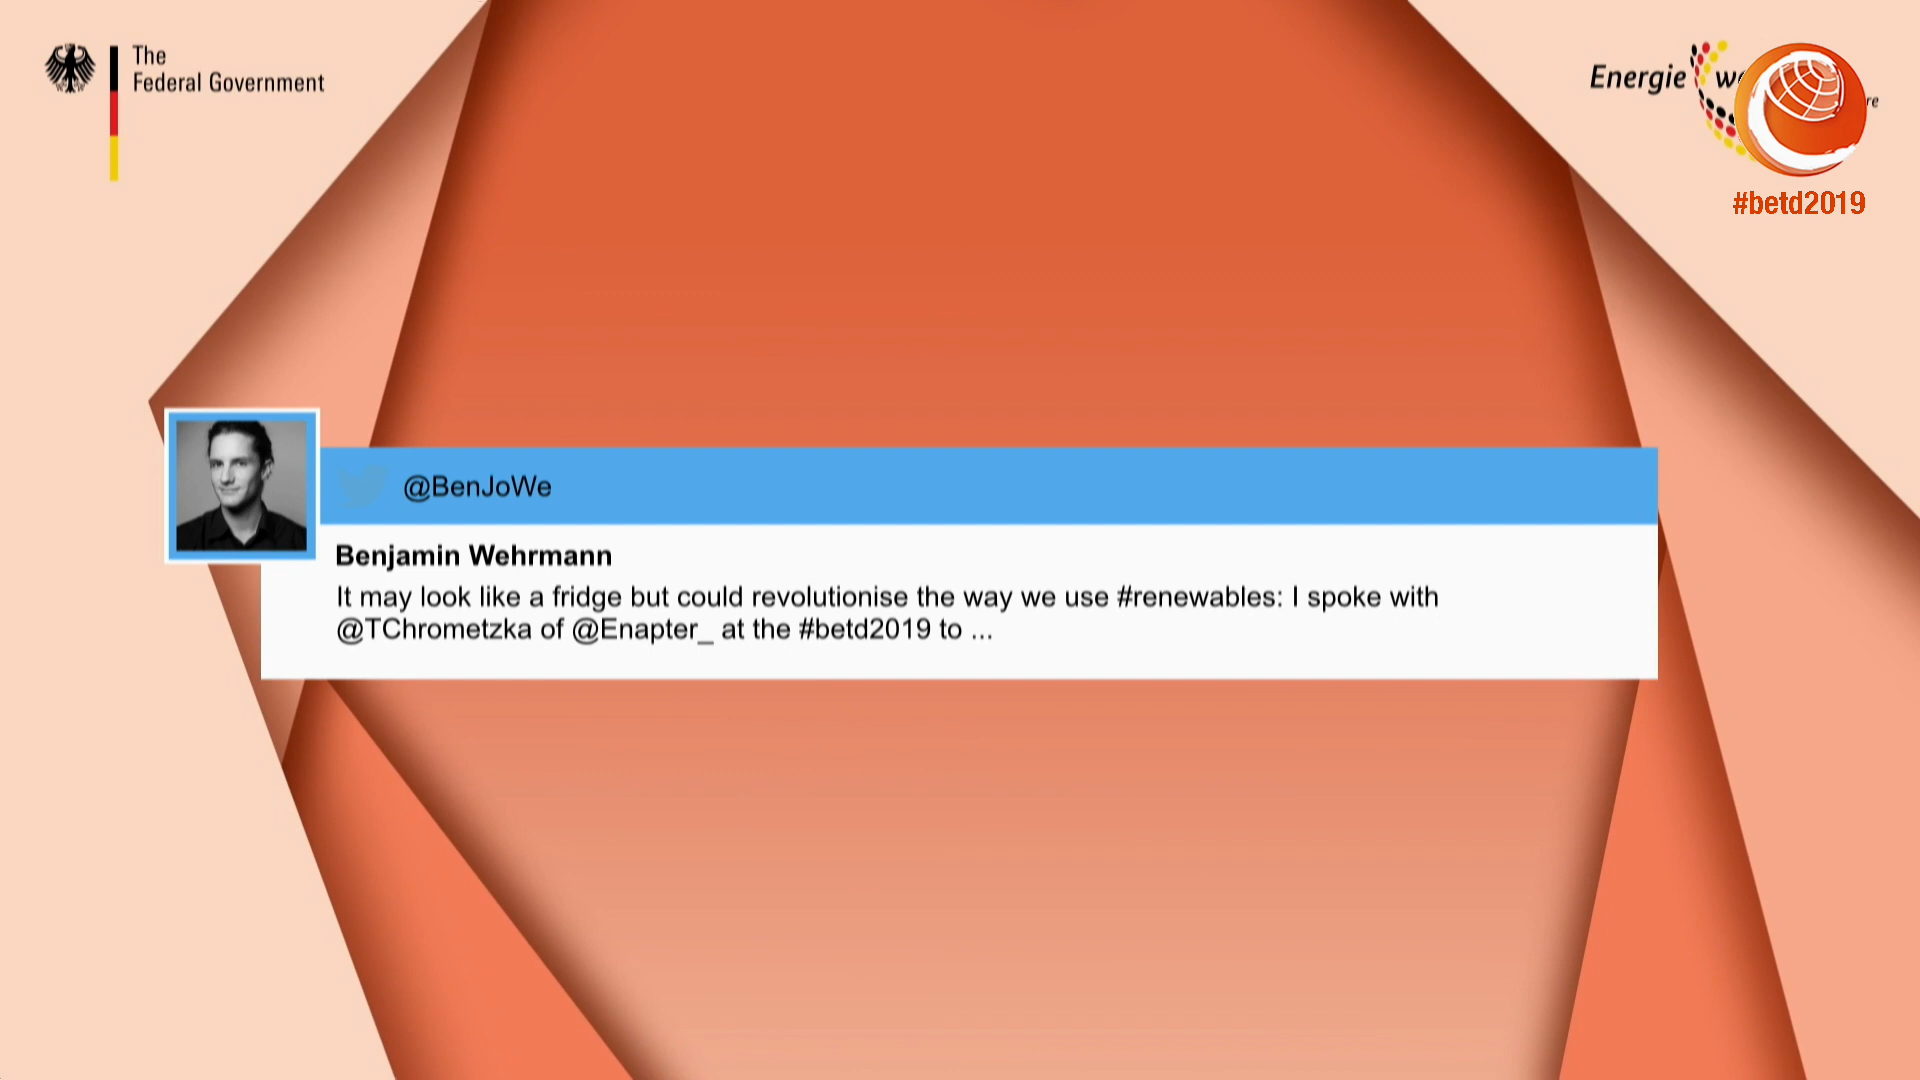 The
Federal Government
Energie
#betd2019
@BenJoWe
Benjamin Wehrmann
It may look like a fridge but could revolutionise the way we use #renewables: I spoke with
@TChrometzka of @Enapter_ at the #betd2019 to ...